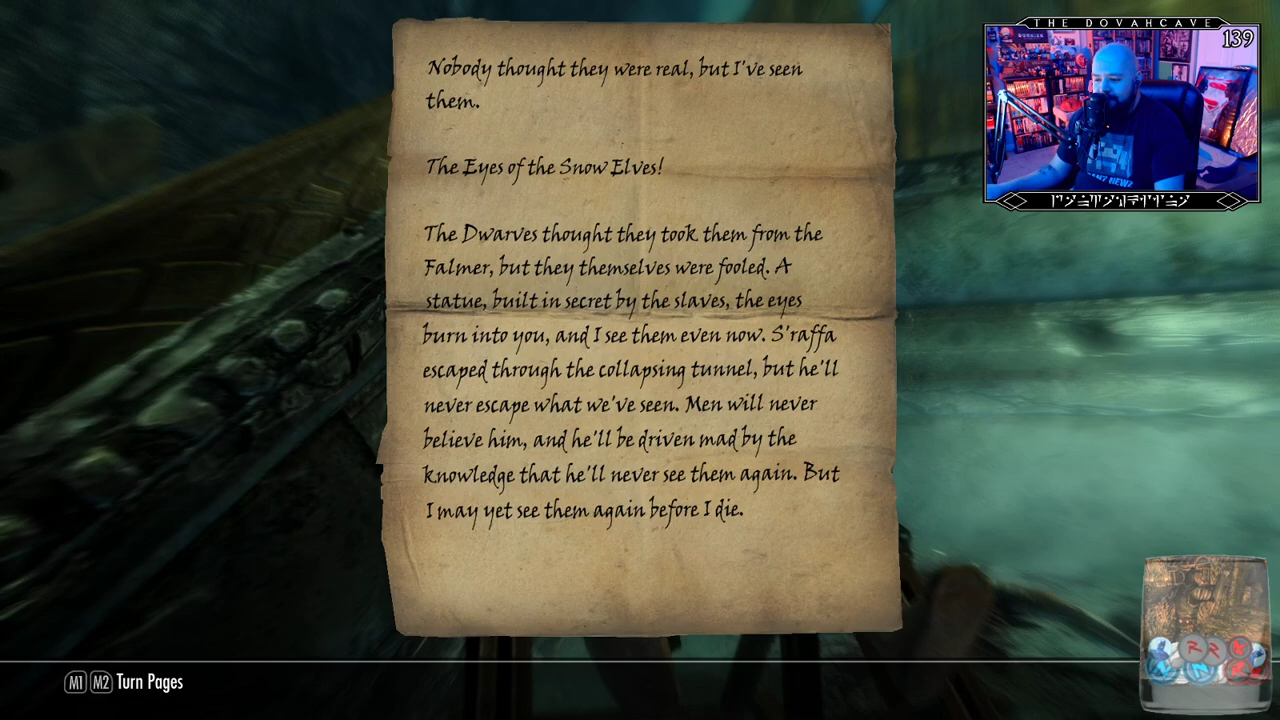 Nobody thought they were real, but I've seen
them.
The Eyes of the Snow Elves!
The Dwarves thought they took them from the
Falmer, but they themselves were fooled. A
statue, built in secret by the slaves, the eyes
burn into you, and I see them even now. S'raffa
escaped through the collapsing tunnel, but he'll
never escape what we've seen. Men will never
believe him, and he'll be driven mad by the
knowledge that he'll never see them again. But
I may yet see them again before I die.
THE DOVAHCAVE
139
M1 M2 Turn Pages